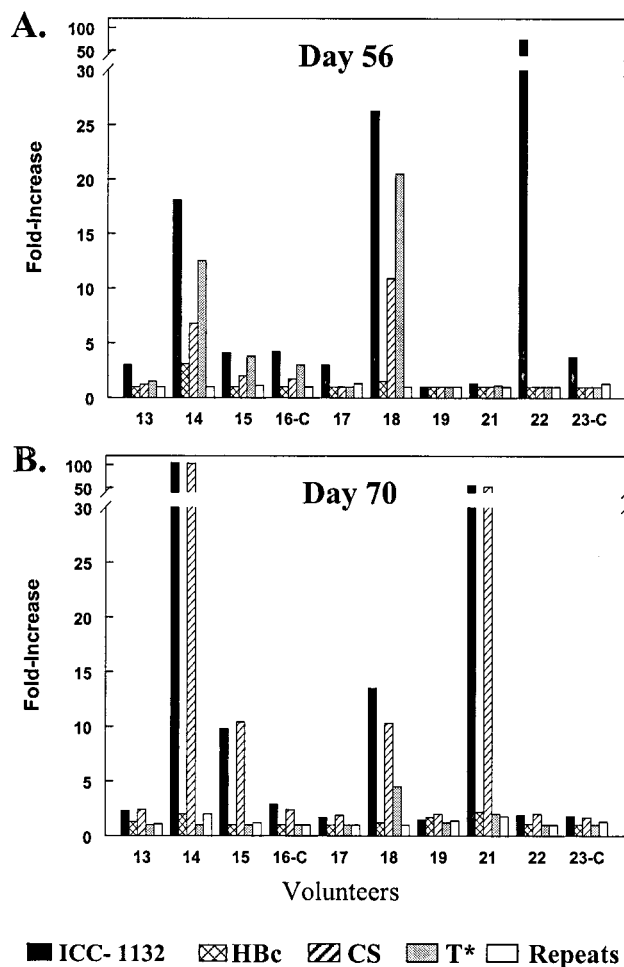 A.
Day 56
100
50
30
25
20
15
10
5
0
Fold-Increase
13 14 15 16-C 17 18 19 21 22 23-C
B.
Day 70
100
50
30
25
20
15
10
5
0
Fold-Increase
13 14 15 16-C 17 18 19 21 22 23-C
Volunteers
ICC- 1132 HBc CS T* Repeats